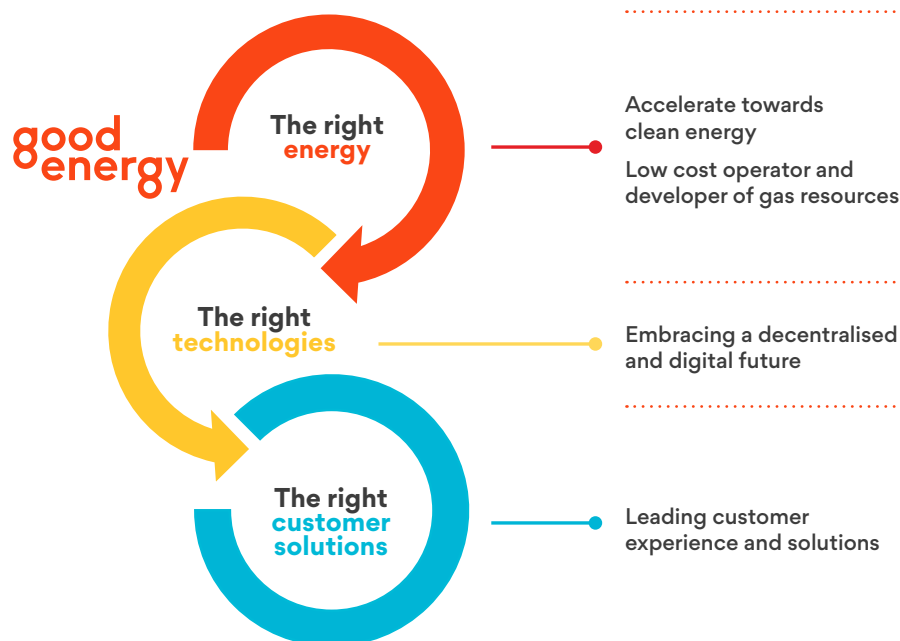 good
energy
The right
energy
Accelerate towards
clean energy
Low cost operator and
developer of gas resources
The right
technologies
Embracing a decentralised
and digital future
The right
customer
solutions
Leading customer
experience and solutions